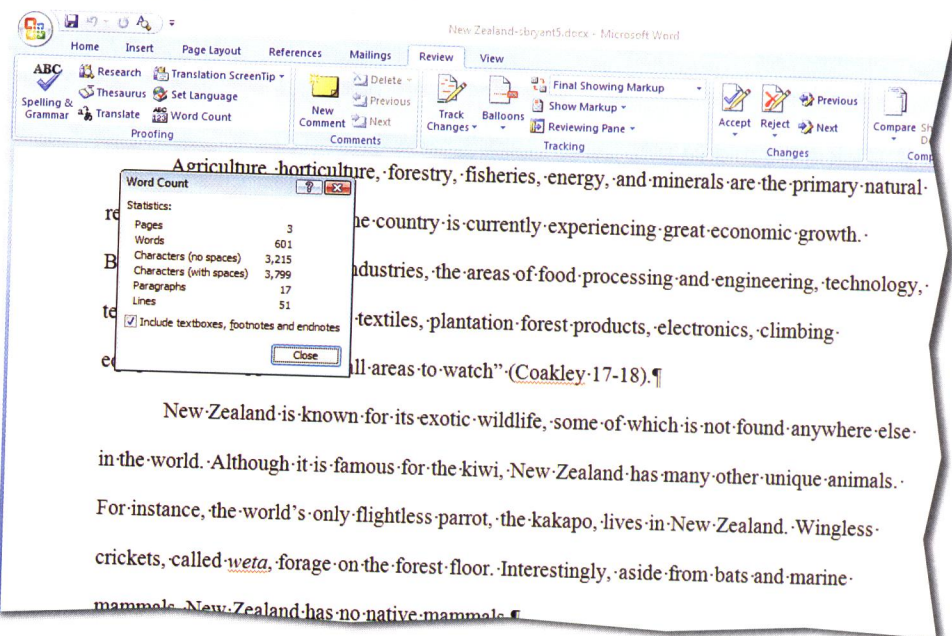 New Zealand-sbryant5.docx - Microsoft Word
Home Insert Page Layout References Mailings Review View
ABC
Spelling & Grammar
Research
Thesaurus
Translate
Translation ScreenTip
Set Language
ABC 123 Word Count
Proofing
New Comment
Delete
Previous
Next
Comments
Track Changes
Balloons
Final Showing Markup
Show Markup
Reviewing Pane
Tracking
Accept
Reject
Previous
Next
Changes
Compare
Agriculture, horticulture, forestry, fisheries, energy, and minerals are the primary natural
country is currently experiencing great economic growth.
the areas of food processing and engineering, technology,
textiles, plantation forest products, electronics, climbing
areas to watch” (Coakley 17-18).¶
Word Count
Statistics:
Pages 3
Words 601
Characters (no spaces) 3,215
Characters (with spaces) 3,799
Paragraphs 17
Lines 51
Include textboxes, footnotes and endnotes
Close
New Zealand is known for its exotic wildlife, some of which is not found anywhere else
in the world. Although it is famous for the kiwi, New Zealand has many other unique animals.
For instance, the world’s only flightless parrot, the kakapo, lives in New Zealand. Wingless
crickets, called weta, forage on the forest floor. Interestingly, aside from bats and marine
mammals, New Zealand has no native mammals.¶